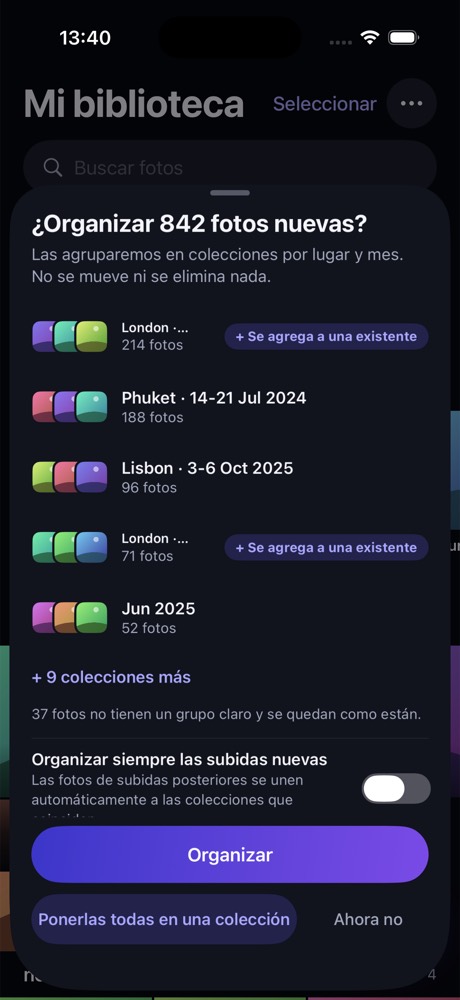 13:40
Mi biblioteca
Seleccionar
Buscar fotos
¿Organizar 842 fotos nuevas?
Las agruparemos en colecciones por lugar y mes.
No se mueve ni se elimina nada.
London ·...
214 fotos
+ Se agrega a una existente
Phuket · 14-21 Jul 2024
188 fotos
Lisbon · 3-6 Oct 2025
96 fotos
London ·...
71 fotos
+ Se agrega a una existente
Jun 2025
52 fotos
+ 9 colecciones más
37 fotos no tienen un grupo claro y se quedan como están.
Organizar siempre las subidas nuevas
Las fotos de subidas posteriores se unen
automáticamente a las colecciones que
Organizar
Ponerlas todas en una colección
Ahora no
4